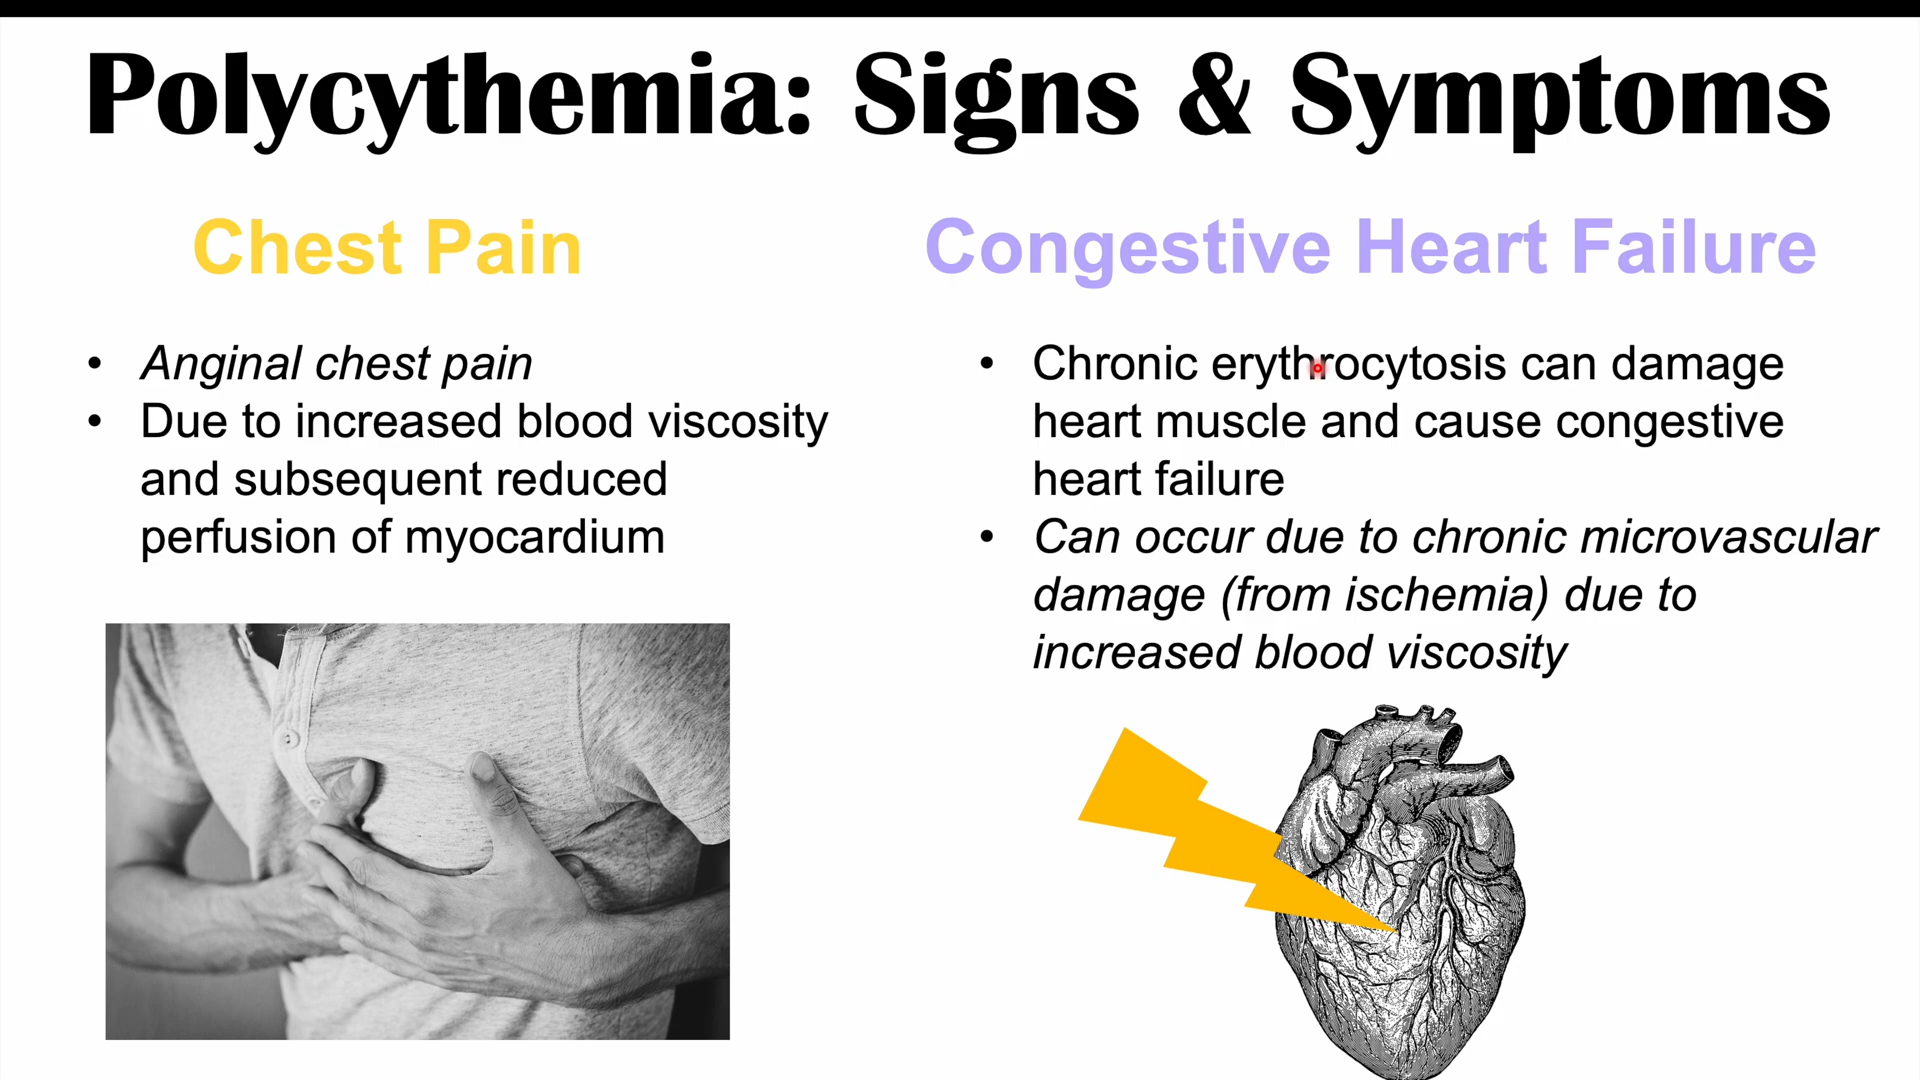 Polycythemia: Signs & Symptoms
Chest Pain
• Anginal chest pain
• Due to increased blood viscosity
and subsequent reduced
perfusion of myocardium
Congestive Heart Failure
• Chronic erythrocytosis can damage
heart muscle and cause congestive
heart failure
• Can occur due to chronic microvascular
damage (from ischemia) due to
increased blood viscosity